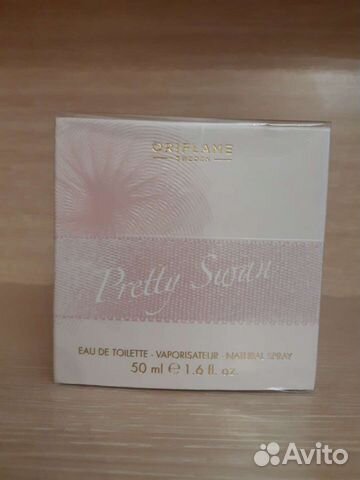 ORIFLAME
SWEDEN
Pretty Swan
EAU DE TOILETTE - VAPORISATEUR - NATURAL SPRAY
50 ml ℮ 1.6 fl. oz.
Avito